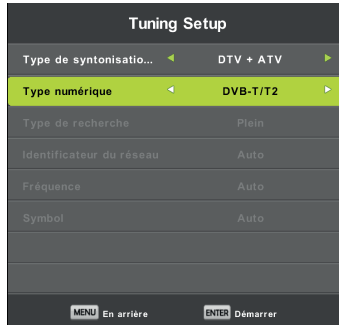 Tuning Setup
Type de syntonisatio... DTV + ATV
Type numérique DVB-T/T2
Type de recherche Plein
Identificateur du réseau Auto
Fréquence Auto
Symbol Auto
MENU En arrière ENTER Démarrer